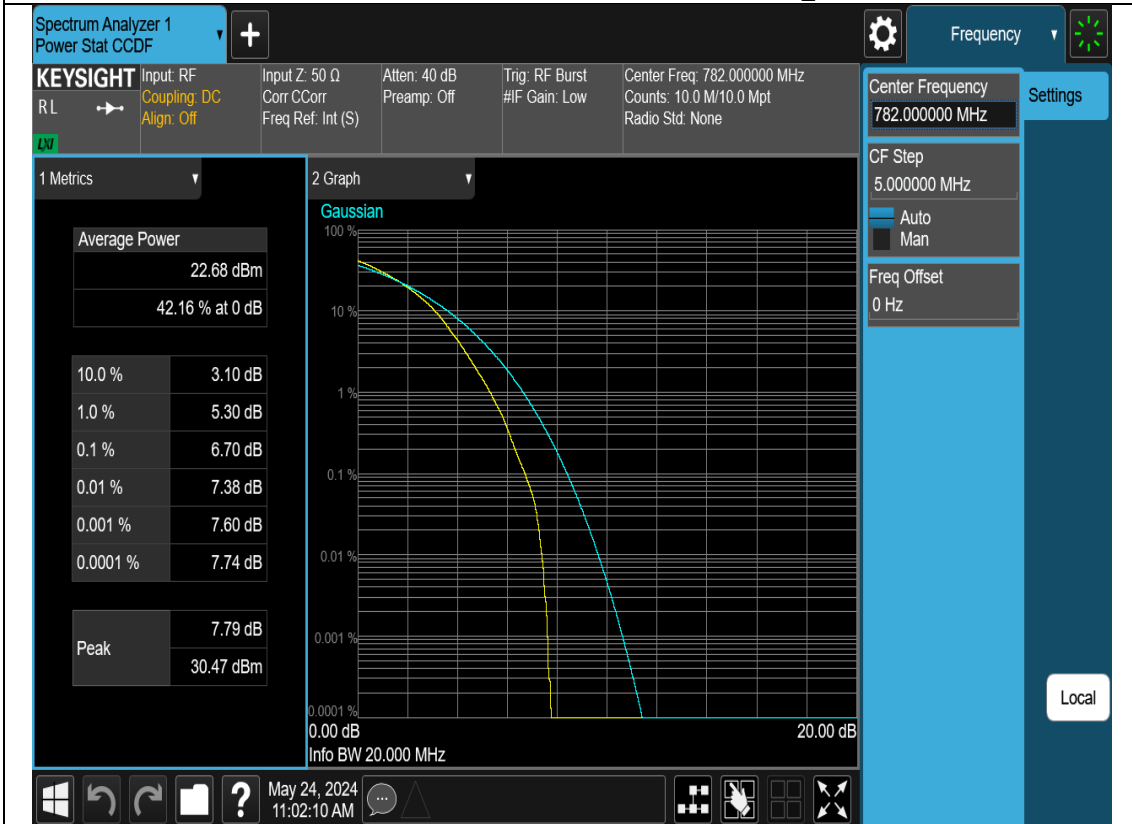 Spectrum Analyzer 1
Power Stat CCDF
Frequency
KEYSIGHT
RL
LXI
Input: RF
Coupling: DC
Align: Off
Input Z: 50 Ω
Corr CCorr
Freq Ref: Int (S)
Atten: 40 dB
Preamp: Off
Trig: RF Burst
#IF Gain: Low
Center Freq: 782.000000 MHz
Counts: 10.0 M/10.0 Mpt
Radio Std: None
Center Frequency
782.000000 MHz
Settings
CF Step
5.000000 MHz
Auto
Man
Freq Offset
0 Hz
1 Metrics
Average Power
22.68 dBm
42.16 % at 0 dB
10.0 % 3.10 dB
1.0 % 5.30 dB
0.1 % 6.70 dB
0.01 % 7.38 dB
0.001 % 7.60 dB
0.0001 % 7.74 dB
Peak
7.79 dB
30.47 dBm
2 Graph
Gaussian
100 %
10 %
1 %
0.1 %
0.01 %
0.001 %
0.0001 %
0.00 dB 20.00 dB
Info BW 20.000 MHz
Local
?
May 24, 2024
11:02:10 AM